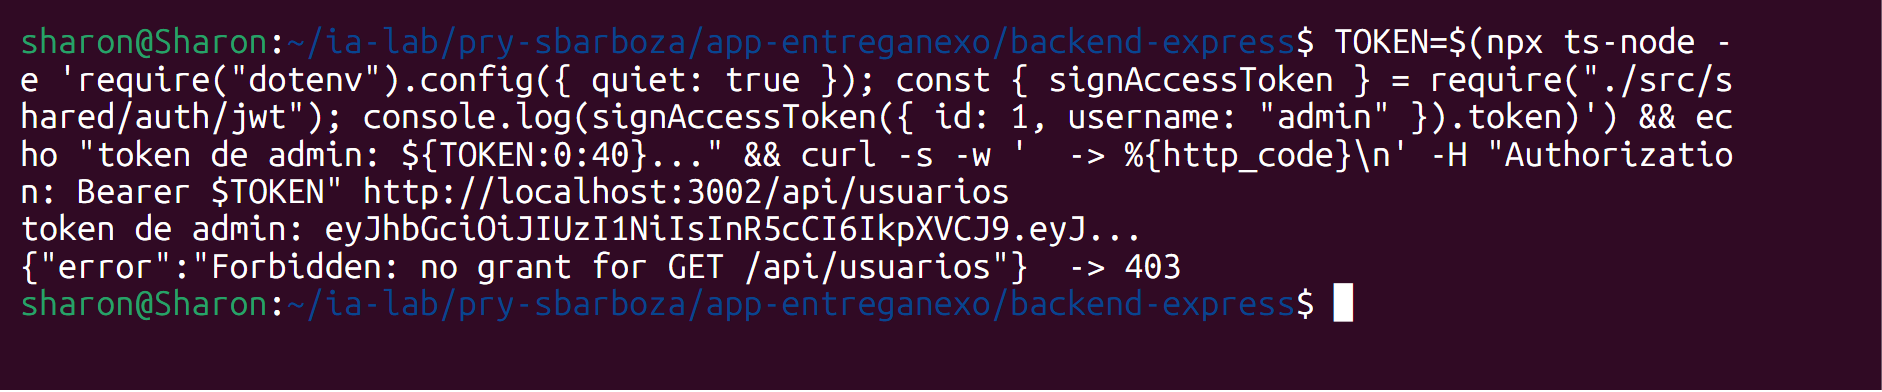 sharon@Sharon:~/ia-lab/pry-sbarboza/app-entreganexo/backend-express$ TOKEN=$(npx ts-node -
e 'require("dotenv").config({ quiet: true }); const { signAccessToken } = require("./src/s
hared/auth/jwt"); console.log(signAccessToken({ id: 1, username: "admin" }).token)') && ec
ho "token de admin: ${TOKEN:0:40}..." && curl -s -w '  -> %{http_code}\n' -H "Authorizatio
n: Bearer $TOKEN" http://localhost:3002/api/usuarios
token de admin: eyJhbGciOiJIUzI1NiIsInR5cCI6IkpXVCJ9.eyJ...
{"error":"Forbidden: no grant for GET /api/usuarios"}  -> 403
sharon@Sharon:~/ia-lab/pry-sbarboza/app-entreganexo/backend-express$